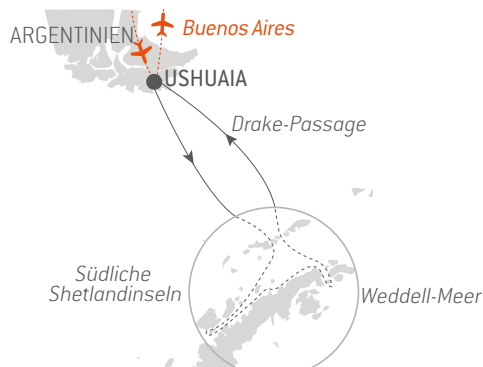 Buenos Aires
ARGENTINIEN
USHUAIA
Drake-Passage
Südliche
Shetlandinseln
Weddell-Meer